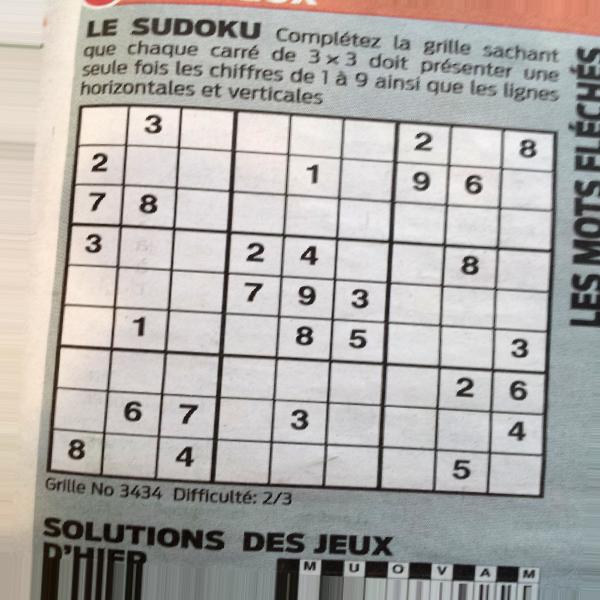 LE SUDOKU Complétez la grille sachant
que chaque carré de 3 x 3 doit présenter une
seule fois les chiffres de 1 à 9 ainsi que les lignes
horizontales et verticales
3 2 8
2 1 9 6
7 8
3 2 4 8
7 9 3
1 8 5 3
2 6
6 7 3 4
8 4 5
Grille No 3434 Difficulté: 2/3
SOLUTIONS DES JEUX
D'HIER
M U O V A M
LES MOTS FLÉCHÉS